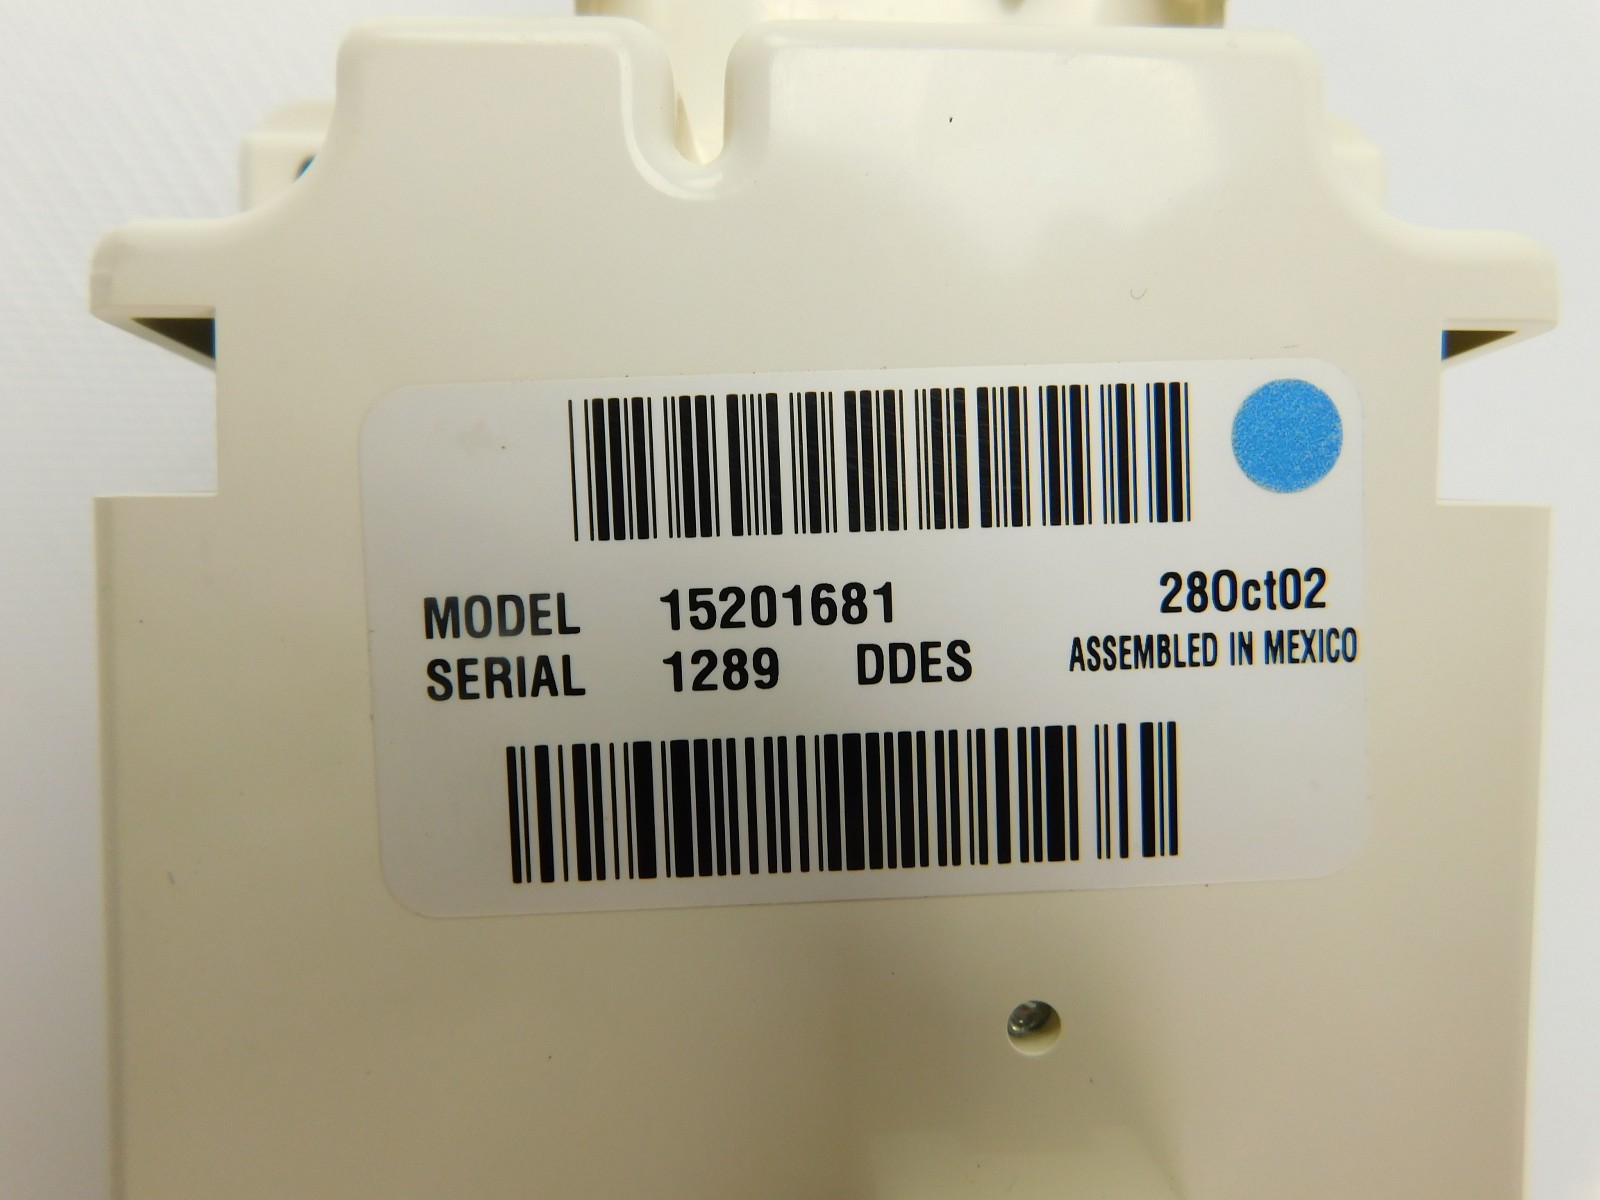 MODEL 15201681 28Oct02
SERIAL 1289 DDES ASSEMBLED IN MEXICO